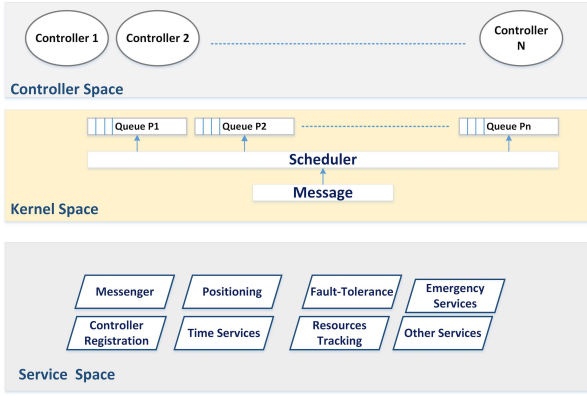 Controller 1
Controller 2
Controller
N
Controller Space
Queue P1
Queue P2
Queue Pn
Scheduler
Message
Kernel Space
Messenger
Positioning
Fault-Tolerance
Emergency
Services
Controller
Registration
Time Services
Resources
Tracking
Other Services
Service Space